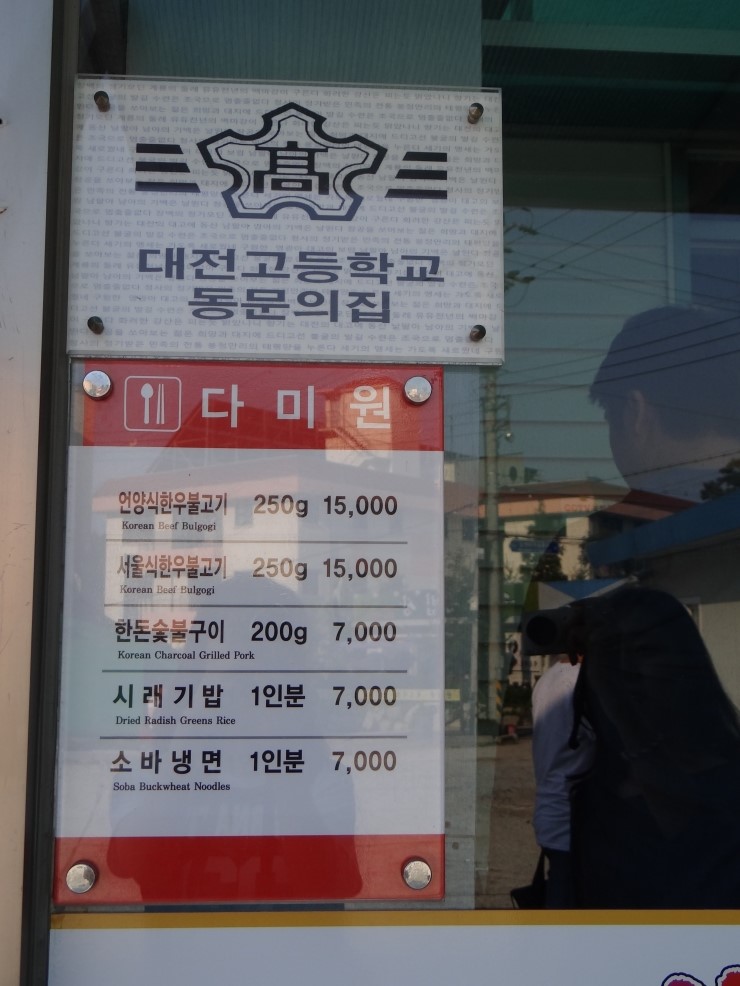 高
대전고등학교
동문의집
다미원
언양식한우불고기 250g 15,000
Korean Beef Bulgogi
서울식한우불고기 250g 15,000
Korean Beef Bulgogi
한돈숯불구이 200g 7,000
Korean Charcoal Grilled Pork
시래기밥 1인분 7,000
Dried Radish Greens Rice
소바냉면 1인분 7,000
Soba Buckwheat Noodles